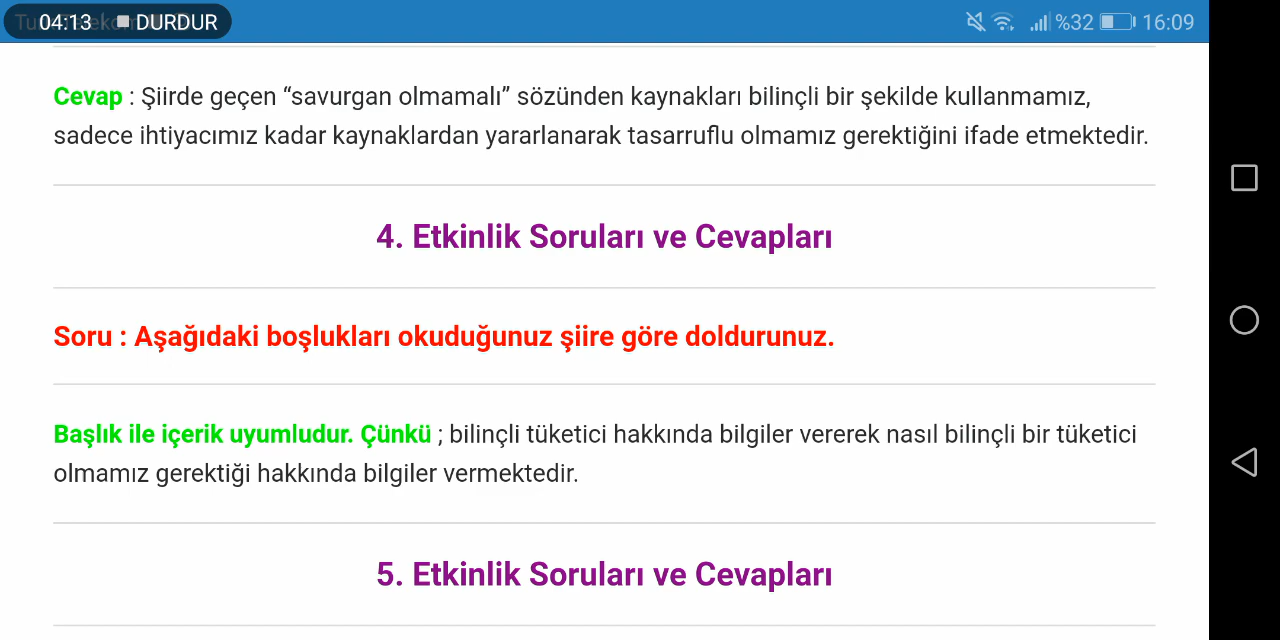 04:13 DURDUR %32 16:09
Cevap : Şiirde geçen “savurgan olmamalı” sözünden kaynakları bilinçli bir şekilde kullanmamız,
sadece ihtiyacımız kadar kaynaklardan yararlanarak tasarruflu olmamız gerektiğini ifade etmektedir.
4. Etkinlik Soruları ve Cevapları
Soru : Aşağıdaki boşlukları okuduğunuz şiire göre doldurunuz.
Başlık ile içerik uyumludur. Çünkü ; bilinçli tüketici hakkında bilgiler vererek nasıl bilinçli bir tüketici
olmamız gerektiği hakkında bilgiler vermektedir.
5. Etkinlik Soruları ve Cevapları